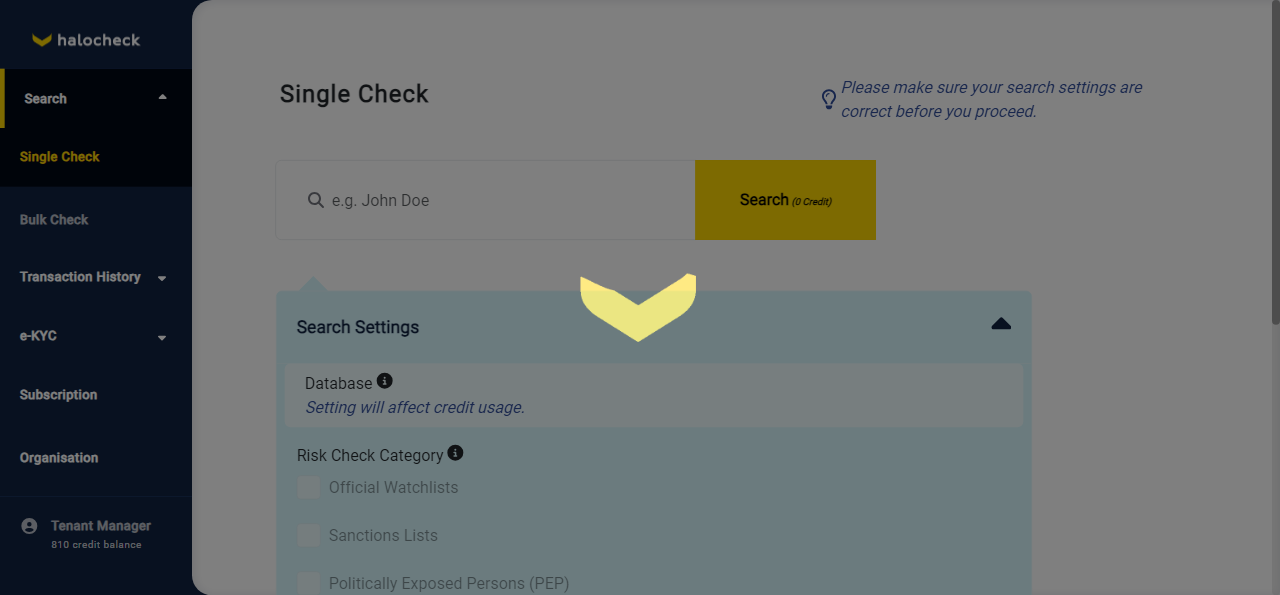 halocheck
Search
Single Check
Bulk Check
Transaction History
e-KYC
Subscription
Organisation
Tenant Manager
810 credit balance
Single Check
Please make sure your search settings are
correct before you proceed.
e.g. John Doe
Search (0 Credit)
Search Settings
Database
Setting will affect credit usage.
Risk Check Category
Official Watchlists
Sanctions Lists
Politically Exposed Persons (PEP)